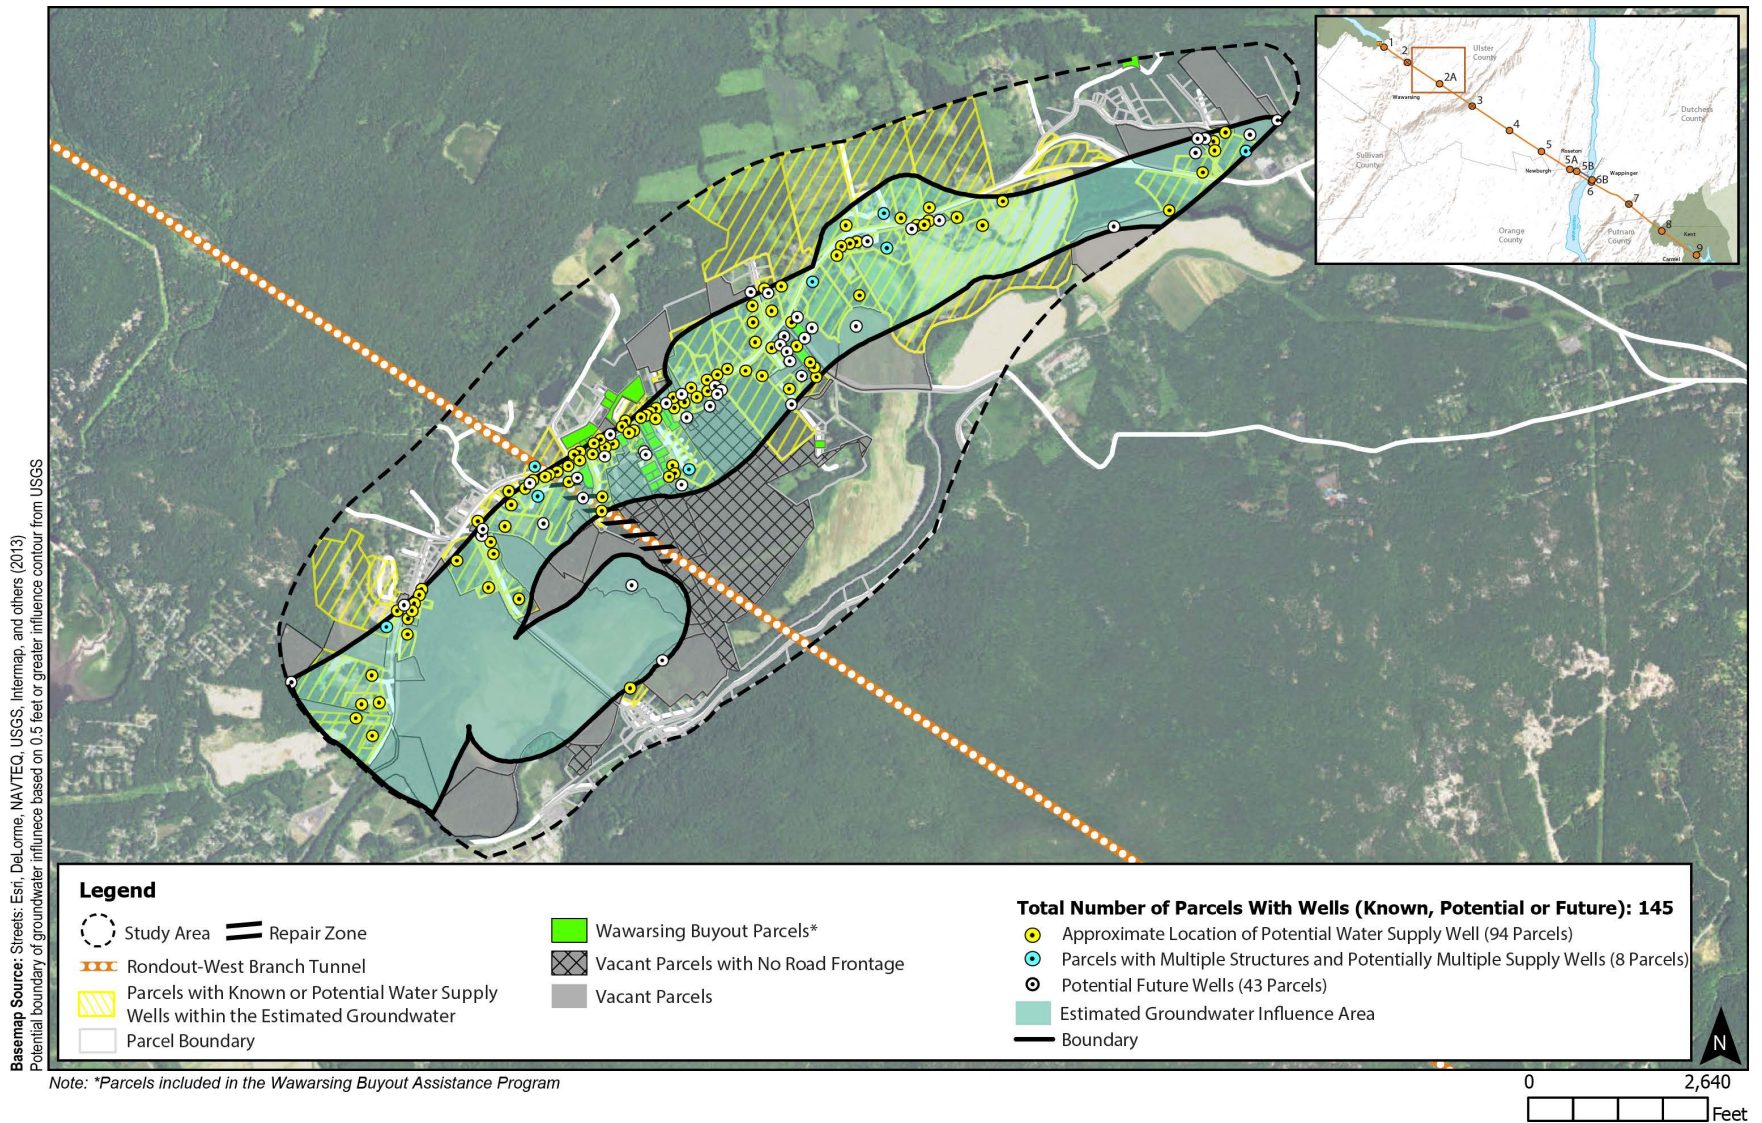 1
2
Ulster
County
2A
Wawarsing
3
Dutchess
County
4
Sullivan
County
5
Roseton
5A
5B
Newburgh
Wappinger
6B
6
7
Orange
County
Putnam
County
8
Kent
9
Carmel
Basemap Source: Streets: Esri, DeLorme, NAVTEQ, USGS, Intermap, and others (2013)
Potential boundary of groundwater influnece based on 0.5 feet or greater influence contour from USGS
Legend
Study Area
Repair Zone
Rondout-West Branch Tunnel
Parcels with Known or Potential Water Supply
Wells within the Estimated Groundwater
Parcel Boundary
Wawarsing Buyout Parcels*
Vacant Parcels with No Road Frontage
Vacant Parcels
Total Number of Parcels With Wells (Known, Potential or Future): 145
Approximate Location of Potential Water Supply Well (94 Parcels)
Parcels with Multiple Structures and Potentially Multiple Supply Wells (8 Parcels)
Potential Future Wells (43 Parcels)
Estimated Groundwater Influence Area
Boundary
N
Note: *Parcels included in the Wawarsing Buyout Assistance Program
0 2,640
Feet